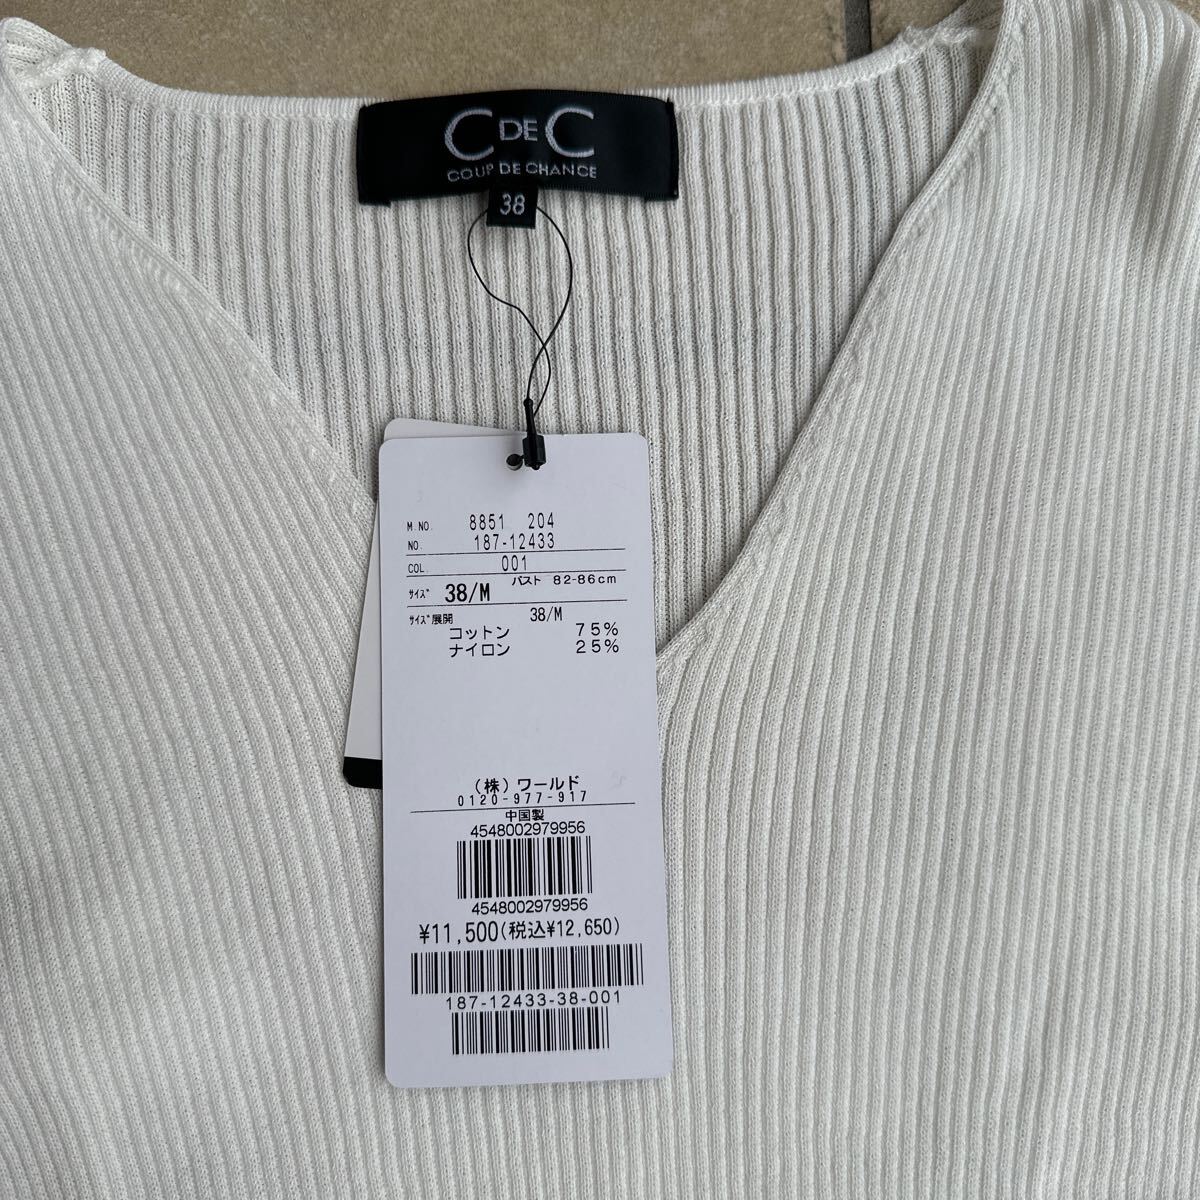 C DE C
COUP DE CHANCE
38
M.NO. 8851 204
NO. 187-12433
COL. 001
ｻｲｽﾞ 38/M バスト 82-86cm
ｻｲｽﾞ展開 38/M
コットン 75%
ナイロン 25%
(株)ワールド
0120-977-917
中国製
4548002979956
4548002979956
¥11,500(税込¥12,650)
187-12433-38-001